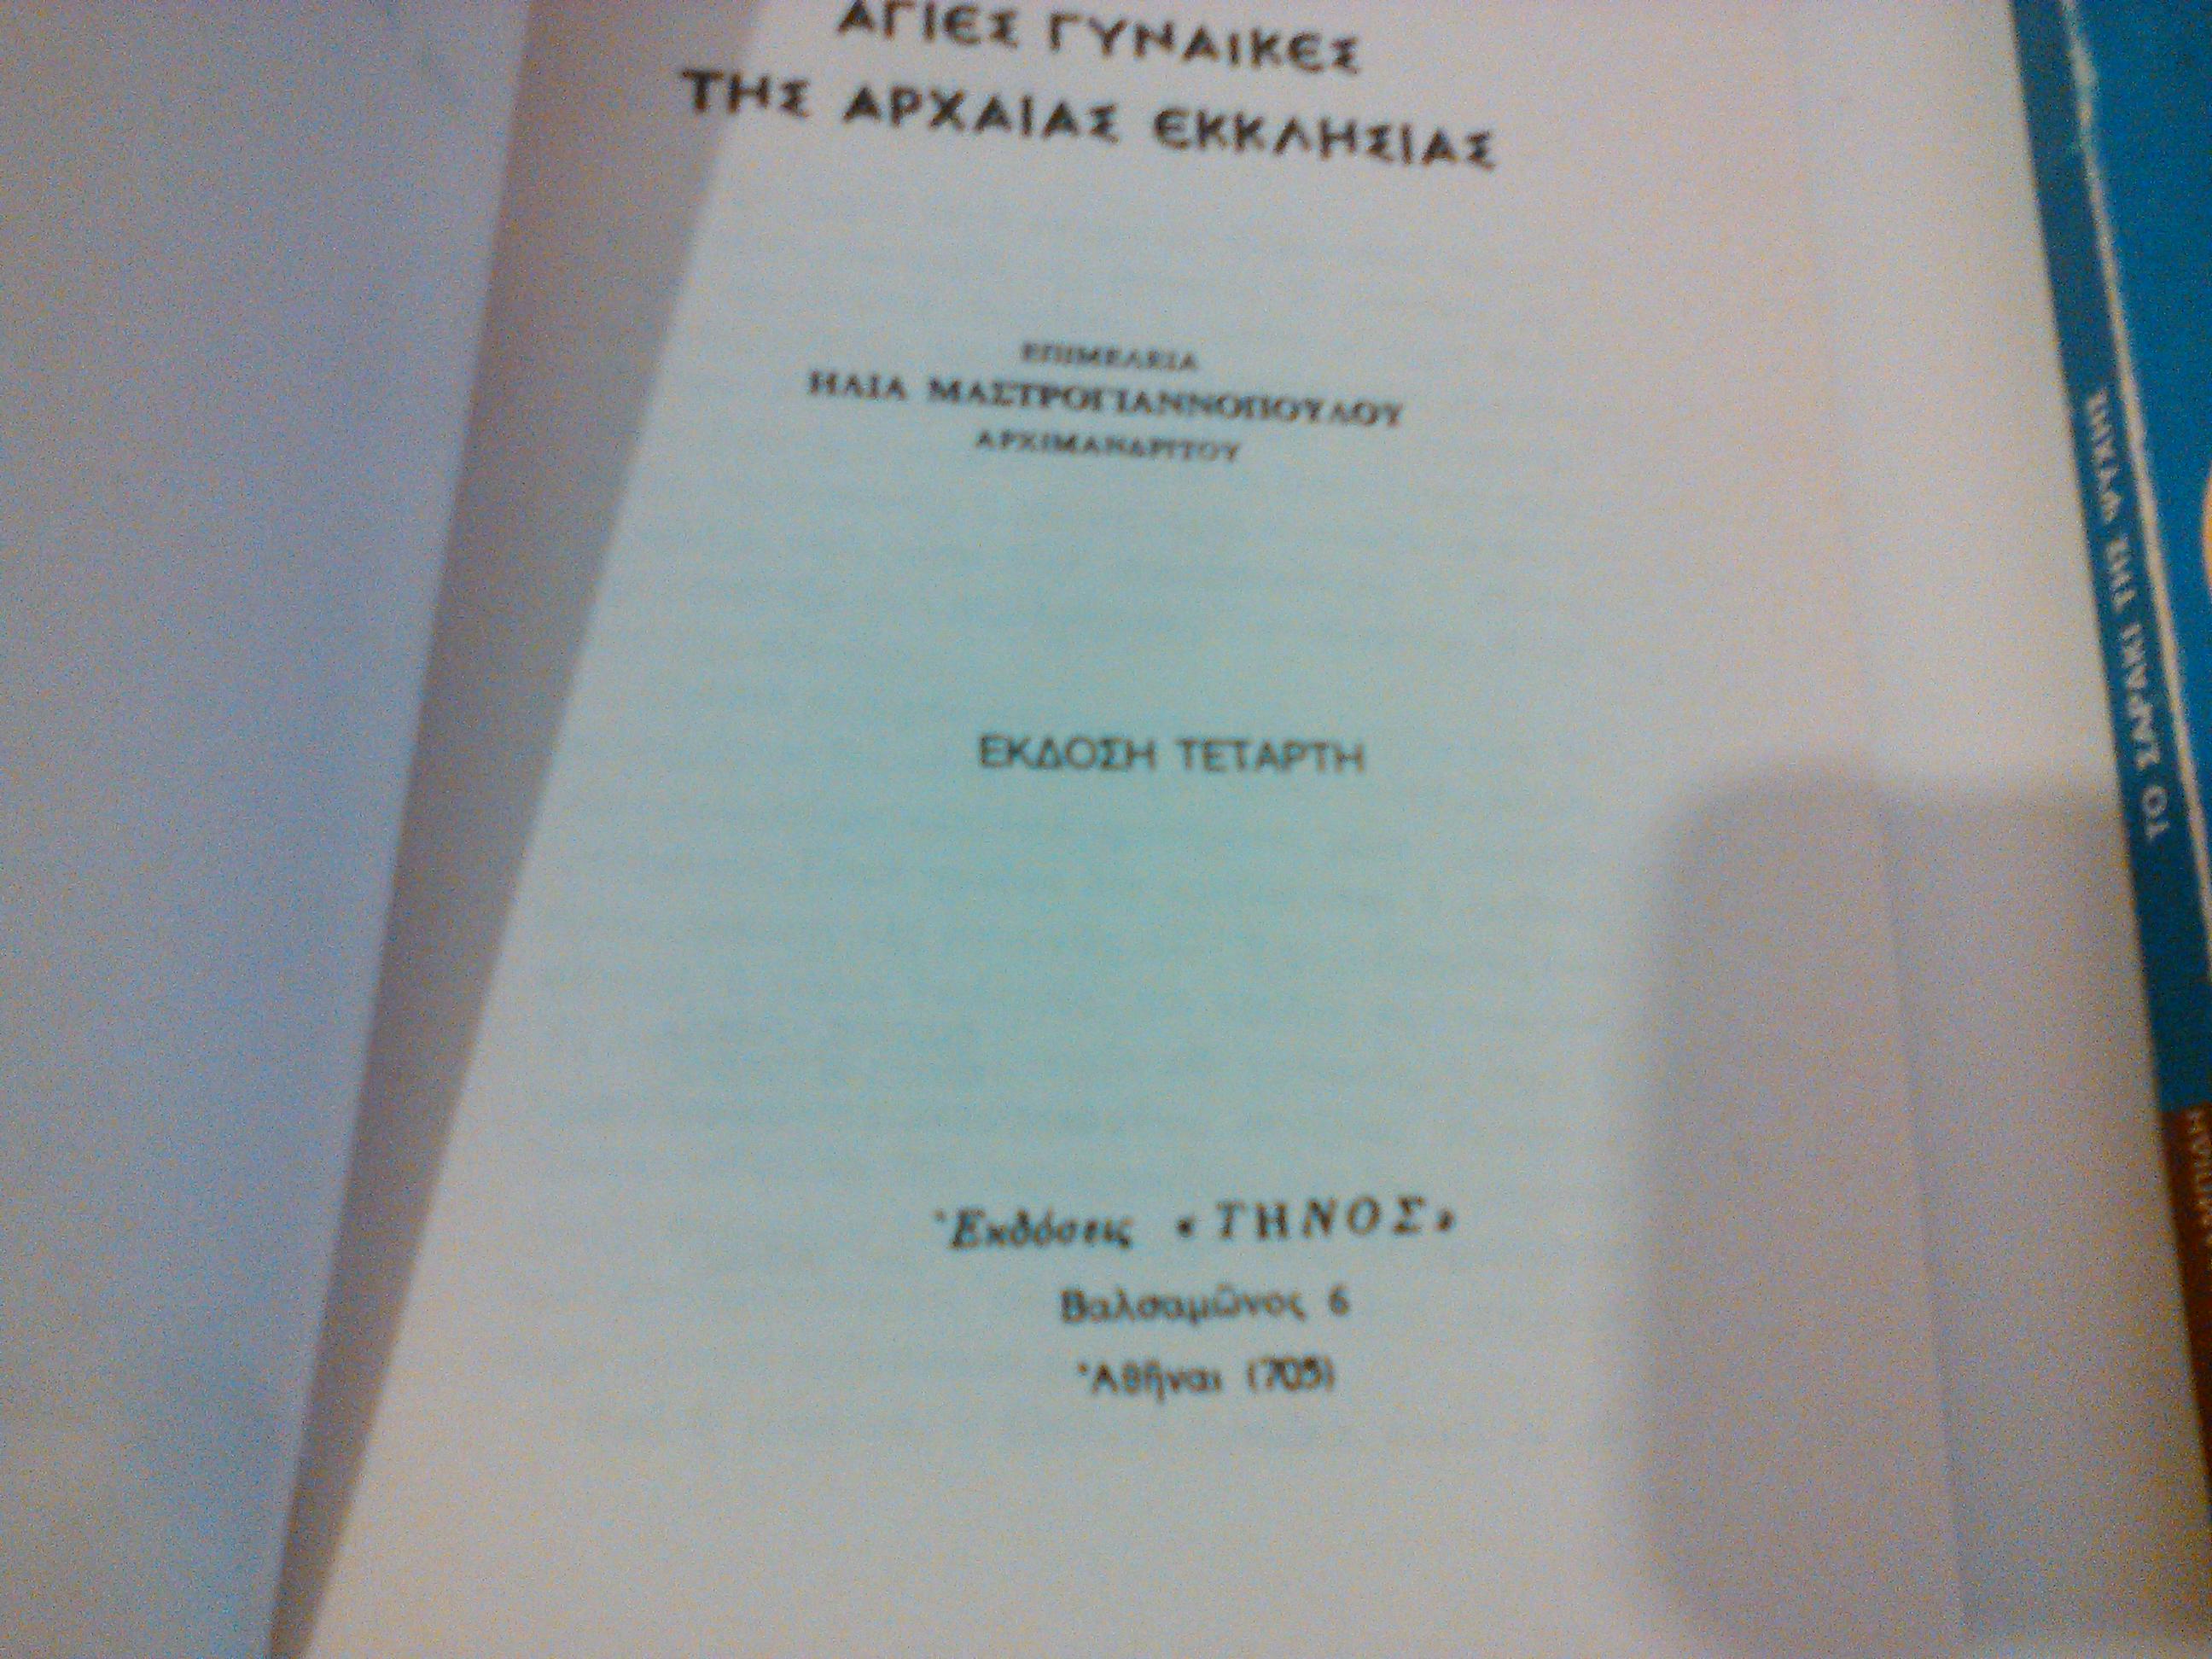 ΑΓΙΕΣ ΓΥΝΑΙΚΕΣ
ΤΗΣ ΑΡΧΑΙΑΣ ΕΚΚΛΗΣΙΑΣ
ΕΠΙΜΕΛΕΙΑ
ΗΛΙΑ ΜΑΣΤΡΟΓΙΑΝΝΟΠΟΥΛΟΥ
ΑΡΧΙΜΑΝΔΡΙΤΟΥ
ΕΚΔΟΣΗ ΤΕΤΑΡΤΗ
Ἐκδόσεις «ΤΗΝΟΣ»
Βαλσαμῶνος 6
Ἀθῆναι (705)
ΤΟ ΣΑΡΑΚΙ ΤΗΣ ΨΥΧΗΣ